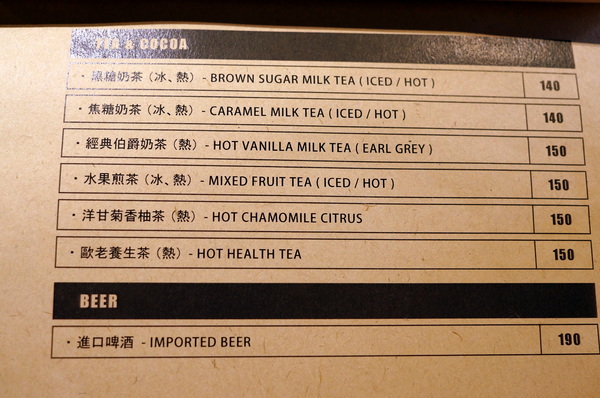 TEA & COCOA
・黑糖奶茶（冰、熱） - BROWN SUGAR MILK TEA ( ICED / HOT ) 140
・焦糖奶茶（冰、熱） - CARAMEL MILK TEA ( ICED / HOT ) 140
・經典伯爵奶茶（熱） - HOT VANILLA MILK TEA ( EARL GREY ) 150
・水果煎茶（冰、熱） - MIXED FRUIT TEA ( ICED / HOT ) 150
・洋甘菊香柚茶（熱） - HOT CHAMOMILE CITRUS 150
・歐老養生茶（熱） - HOT HEALTH TEA 150
BEER
・進口啤酒 - IMPORTED BEER 190